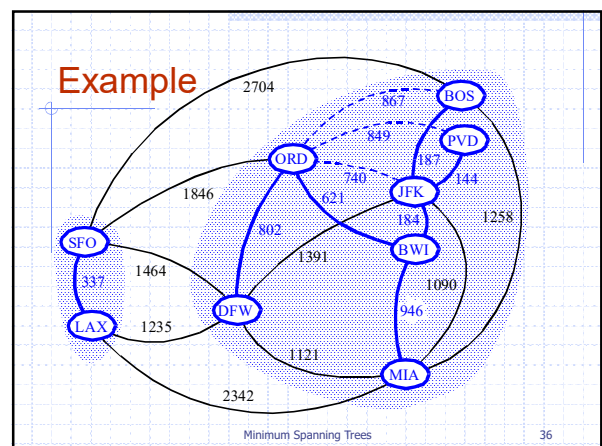 Example
2704
867
BOS
849
PVD
ORD
187
740
144
JFK
1846
621
184
1258
802
SFO
BWI
1391
1464
337
1090
DFW
946
LAX
1235
1121
MIA
2342
Minimum Spanning Trees 36